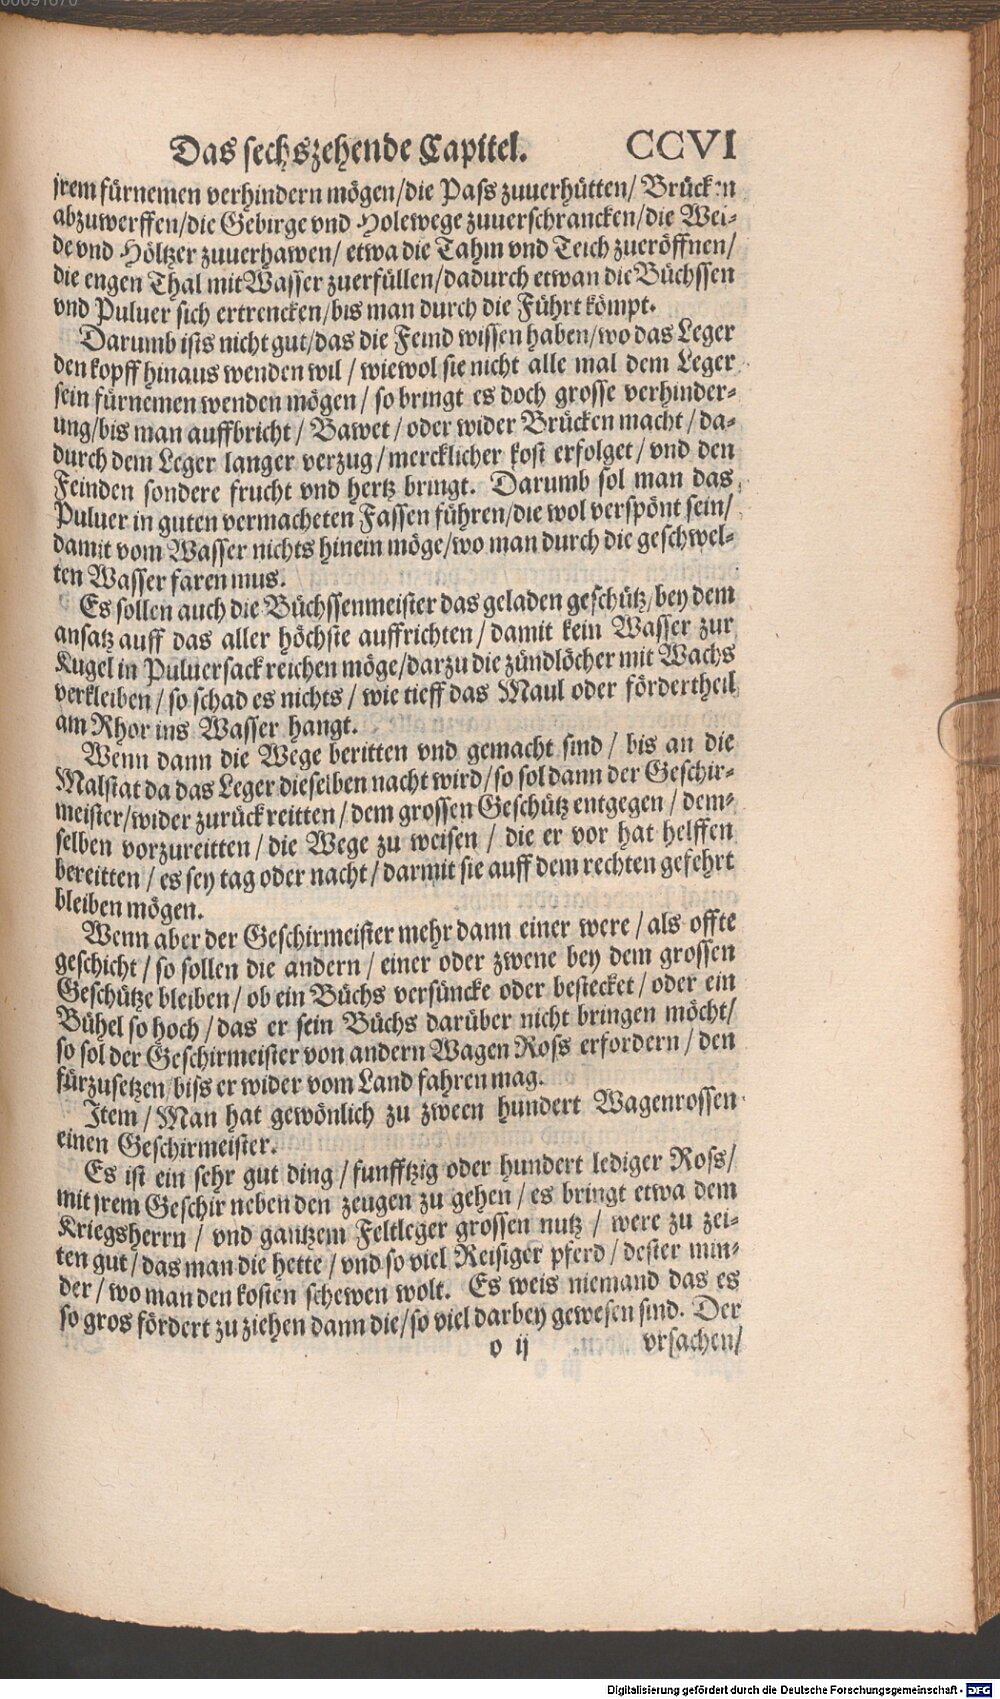 00091070
Das sechszehende Capitel. CCVI
jrem fürnemen verhindern mögen/die Pass zuuerhütten/ Brücken
abzuwerffen/die Gebirge vnd Holewege zuuerschrancken/die Wei-
de vnd Höltzer zuuerhawen/ etwa die Tahm vnd Teich zueröffnen/
die engen Thal mit Wasser zuerfüllen/dadurch etwan die Büchssen
vnd Puluer sich ertrencken/bis man durch die Führt kömpt.
Darumb ists nicht gut/das die Feind wissen haben/wo das Leger
den kopff hinaus wenden wil / wiewol sie nicht alle mal dem Leger
sein fürnemen wenden mögen / so bringt es doch grosse verhinder-
ung/bis man auffbricht / Bawet / oder wider Brücken macht / da-
durch dem Leger langer verzug / mercklicher kost erfolget / vnd den
Feinden sondere frucht vnd hertz bringt. Darumb sol man das
Puluer in guten vermacheten Fassen führen/die wol verspönt sein/
damit vom Wasser nichts hinein möge/wo man durch die geschwel-
ten Wasser faren mus.
Es sollen auch die Büchssenmeister das geladen geschütz/bey dem
ansatz auff das aller höchste auffrichten / damit kein Wasser zur
Kugel in Puluersack reichen möge/darzu die zündlöcher mit Wachs
verkleiben / so schad es nichts / wie tieff das Maul oder fördertheil
am Rhor ins Wasser hangt.
Wenn dann die Wege beritten vnd gemacht sind / bis an die
Malstat da das Leger dieselben nacht wird/so sol dann der Geschir-
meister/wider zurück reitten / dem grossen Geschütz entgegen / dem-
selben vorzureitten / die Wege zu weisen / die er vor hat helffen
bereitten / es sey tag oder nacht / darmit sie auff dem rechten gefehrt
bleiben mögen.
Wenn aber der Geschirmeister mehr dann einer were / als offte
geschicht / so sollen die andern / einer oder zwene bey dem grossen
Geschütze bleiben / ob ein Büchs versüncke oder bestecket / oder ein
Bühel so hoch / das er sein Büchs darüber nicht bringen möcht/
so sol der Geschirmeister von andern Wagen Ross erfordern / den
fürzusetzen/biss er wider vom Land fahren mag.
Item / Man hat gewönlich zu zween hundert Wagenrossen
einen Geschirmeister.
Es ist ein sehr gut ding / funfftzig oder hundert lediger Ross/
mit jrem Geschir neben den zeugen zu gehen / es bringt etwa dem
Kriegsherrn / vnd gantzem Feltleger grossen nutz / were zu zei-
ten gut / das man die hette / vnd so viel Reisiger pferd / dester min-
der / wo man den kosten schewen wolt. Es weis niemand das es
so gros fördert zu ziehen dann die/so viel darbey gewesen sind. Der
o ij vrsachen/
Digitalisierung gefördert durch die Deutsche Forschungsgemeinschaft - DFG